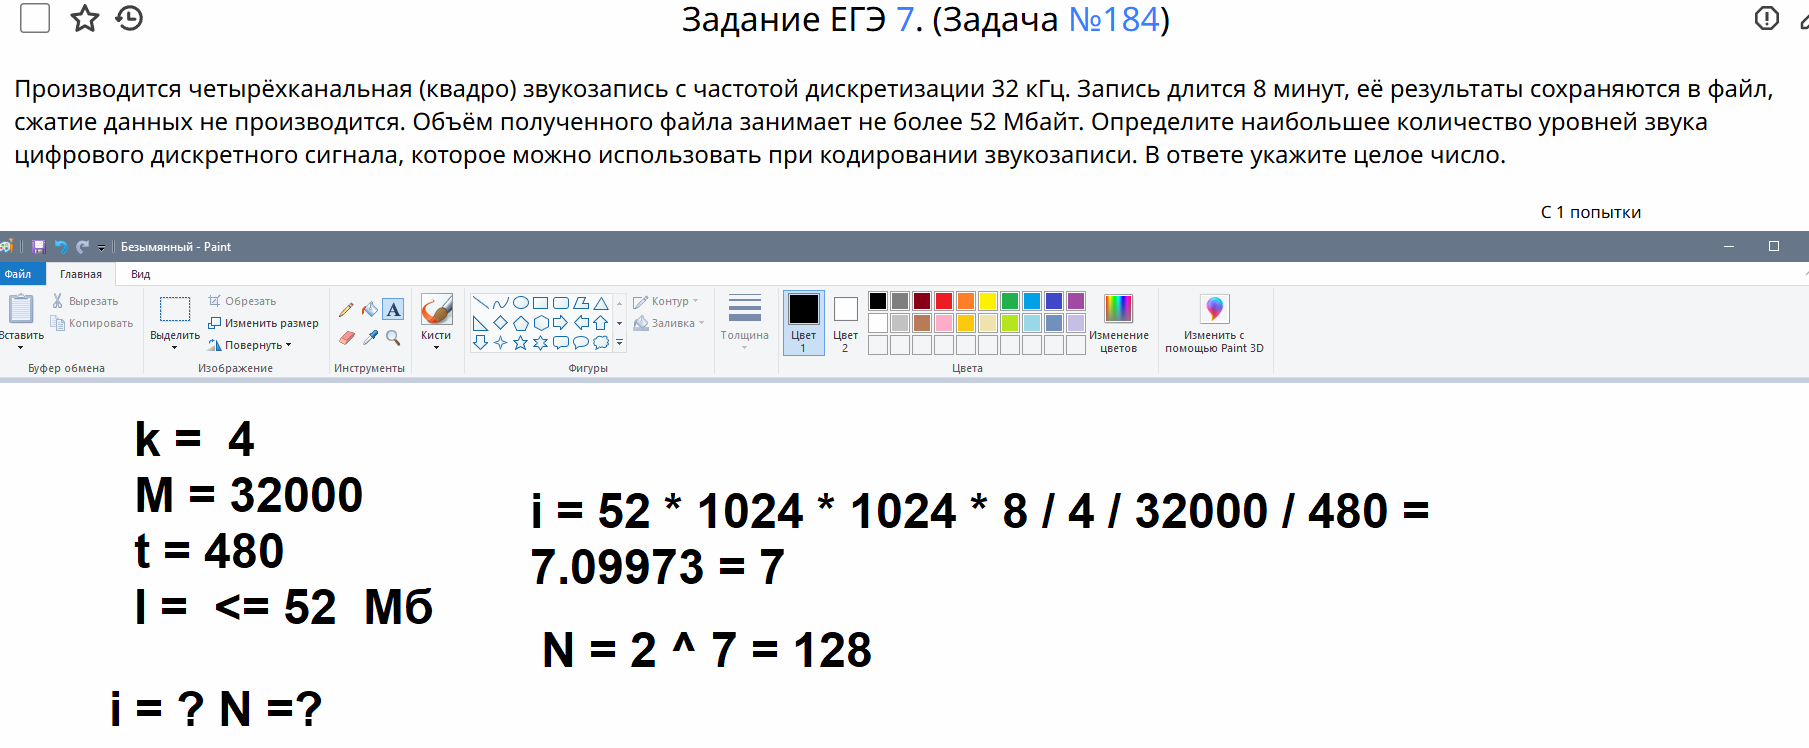 Задание ЕГЭ 7. (Задача №184)
Производится четырёхканальная (квадро) звукозапись с частотой дискретизации 32 кГц. Запись длится 8 минут, её результаты сохраняются в файл,
сжатие данных не производится. Объём полученного файла занимает не более 52 Мбайт. Определите наибольшее количество уровней звука
цифрового дискретного сигнала, которое можно использовать при кодировании звукозаписи. В ответе укажите целое число.
С 1 попытки
Безымянный - Paint
Файл Главная Вид
Вставить
Вырезать
Копировать
Буфер обмена
Выделить
Обрезать
Изменить размер
Повернуть
Изображение
A
Инструменты
Кисти
Контур
Заливка
Фигуры
Толщина
Цвет 1
Цвет 2
Изменение цветов
Цвета
Изменить с помощью Paint 3D
k = 4
M = 32000
t = 480
I = <= 52 Мб
i = ? N =?
i = 52 * 1024 * 1024 * 8 / 4 / 32000 / 480 =
7.09973 = 7
N = 2 ^ 7 = 128